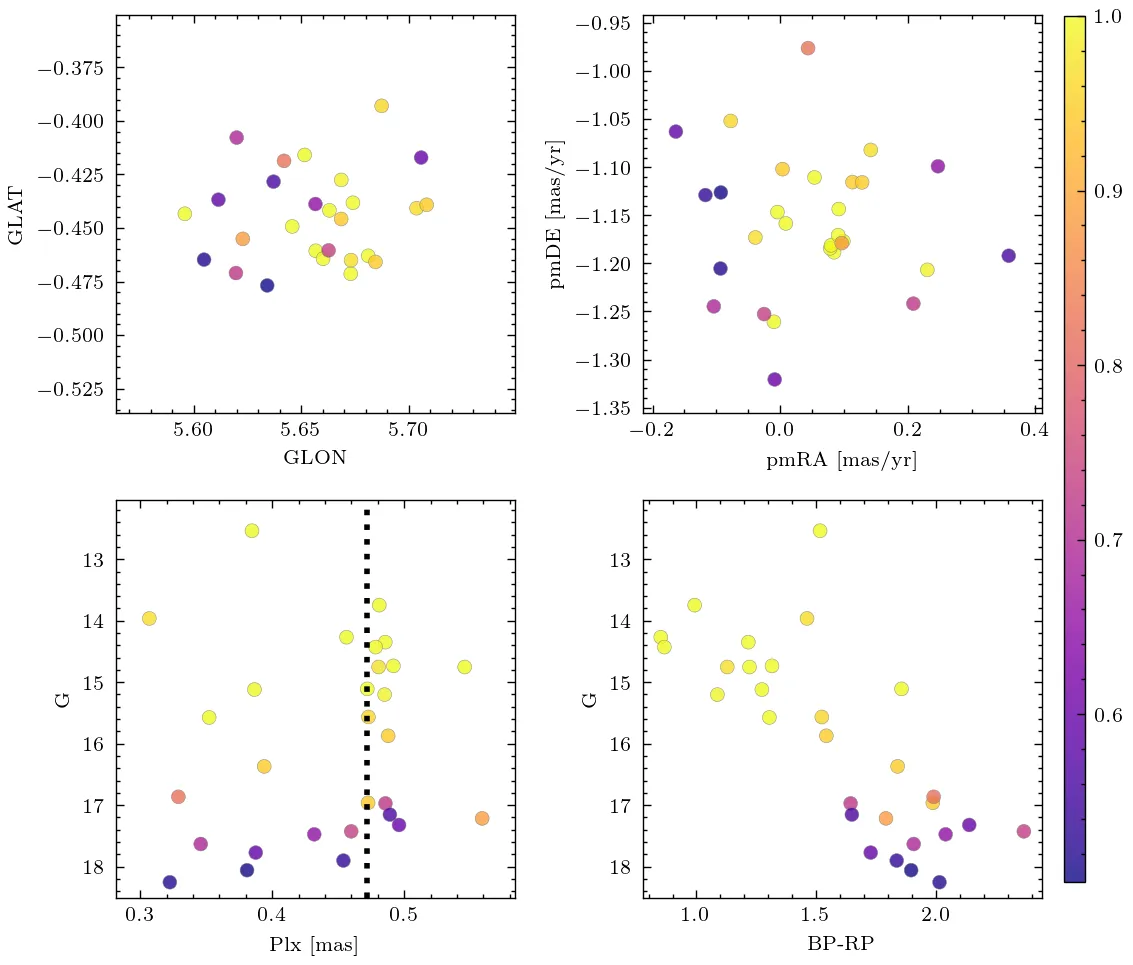 −0.375
−0.400
−0.425
−0.450
−0.475
−0.500
−0.525
GLAT
5.60 5.65 5.70
GLON
−0.95
−1.00
−1.05
−1.10
−1.15
−1.20
−1.25
−1.30
−1.35
pmDE [mas/yr]
−0.2 0.0 0.2 0.4
pmRA [mas/yr]
1.0
0.9
0.8
0.7
0.6
13
14
15
16
17
18
G
0.3 0.4 0.5
Plx [mas]
13
14
15
16
17
18
G
1.0 1.5 2.0
BP-RP